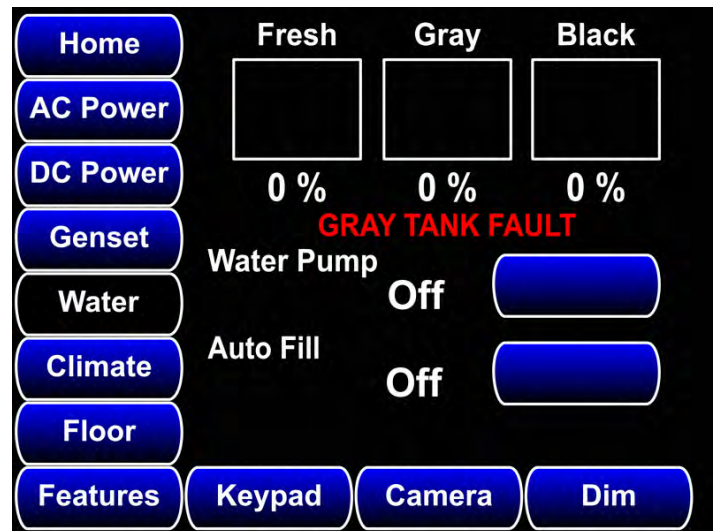 Home
Fresh Gray Black
AC Power
DC Power
0 % 0 % 0 %
GRAY TANK FAULT
Genset
Water Pump
Off
Water
Auto Fill
Off
Climate
Floor
Features Keypad Camera Dim